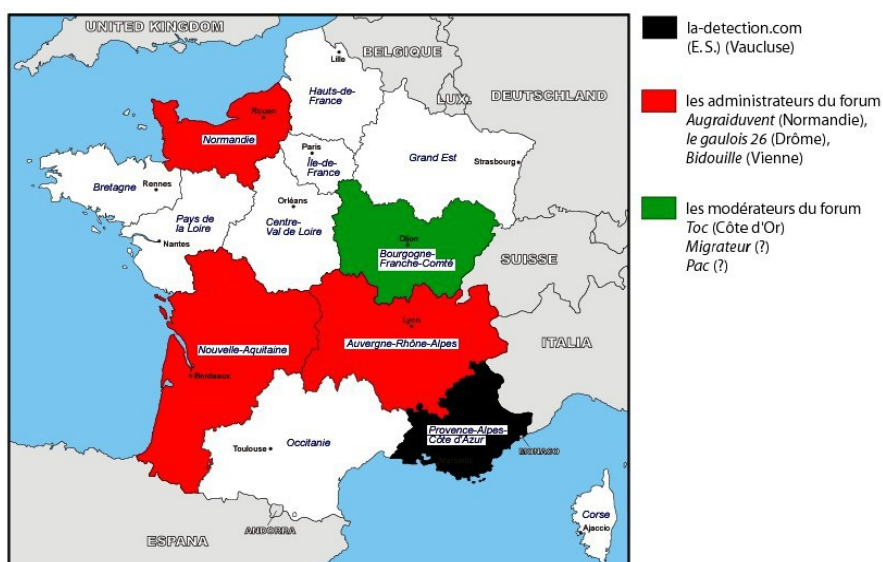 UNITED KINGDOM
BELGIQUE
Lille
LUX.
DEUTSCHLAND
Hauts-de-
France
Rouen
Normandie
Paris
Île-de-
France
Grand Est
Strasbourg
Bretagne
Rennes
Orléans
Pays de
la Loire
Centre-
Val de Loire
Nantes
Dijon
Bourgogne-
Franche-Comté
SUISSE
Lyon
Nouvelle-Aquitaine
Auvergne-Rhône-Alpes
ITALIA
Bordeaux
Provence-Alpes-
Côte d'Azur
Toulouse
Occitanie
MONACO
Marseille
Corse
Ajaccio
ANDORRA
ESPANA
la-detection.com
(E. S.) (Vaucluse)
les administrateurs du forum
Augraiduvent (Normandie),
le gaulois 26 (Drôme),
Bidouille (Vienne)
les modérateurs du forum
Toc (Côte d'Or)
Migrateur (?)
Pac (?)